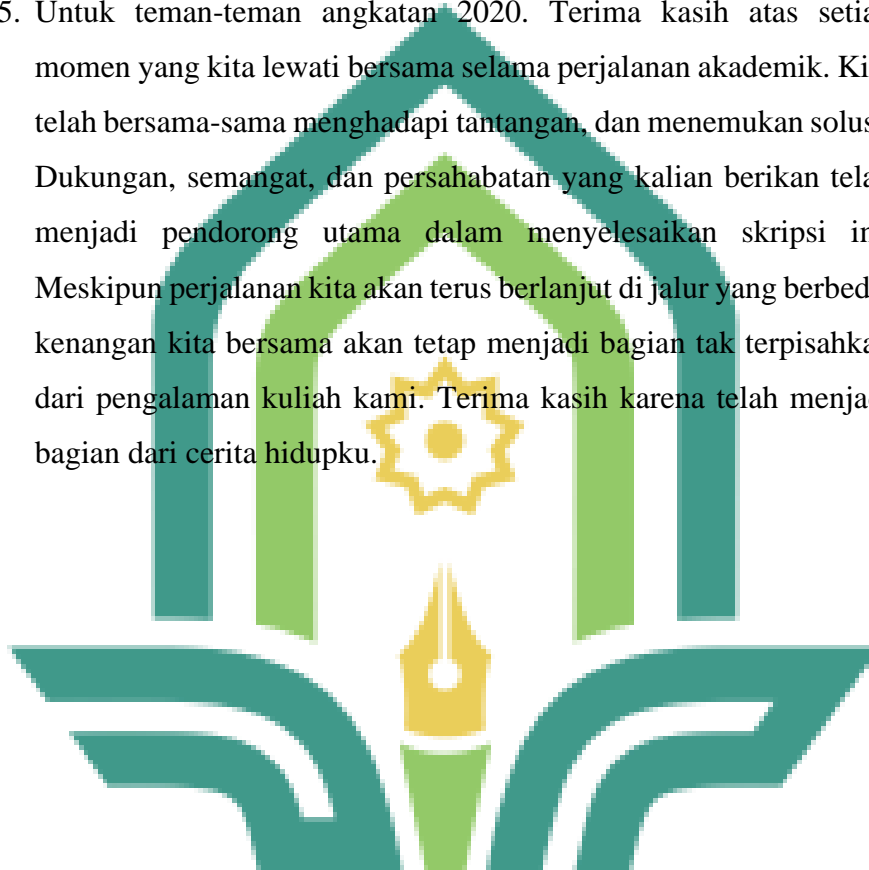 5. Untuk teman-teman angkatan 2020. Terima kasih atas setia
momen yang kita lewati bersama selama perjalanan akademik. Ki
telah bersama-sama menghadapi tantangan, dan menemukan solus
Dukungan, semangat, dan persahabatan yang kalian berikan tela
menjadi pendorong utama dalam menyelesaikan skripsi in
Meskipun perjalanan kita akan terus berlanjut di jalur yang berbed
kenangan kita bersama akan tetap menjadi bagian tak terpisahka
dari pengalaman kuliah kami. Terima kasih karena telah menjad
bagian dari cerita hidupku.